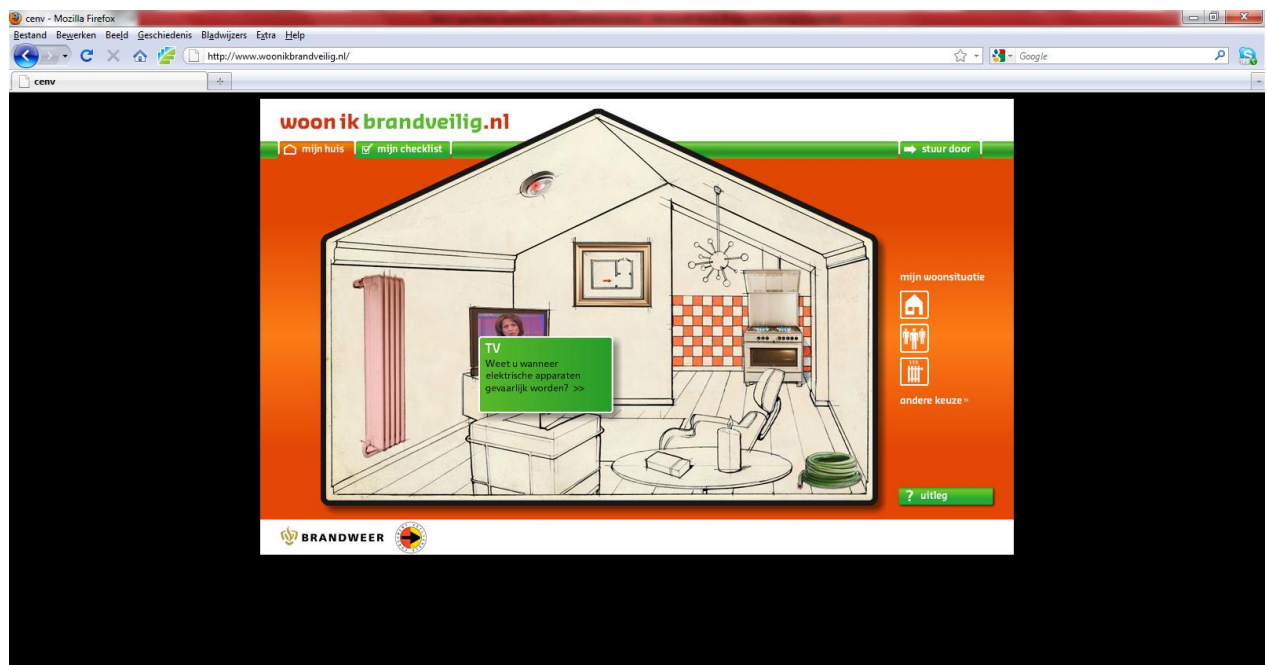 cenv - Mozilla Firefox
Bestand Bewerken Beeld Geschiedenis Bladwijzers Extra Help
http://www.woonikbrandveilig.nl/
Google
cenv
woon ik brandveilig.nl
mijn huis
mijn checklist
stuur door
mijn woonsituatie
TV
Weet u wanneer
elektrische apparaten
gevaarlijk worden? >>
andere keuze »
? uitleg
BRANDWEER